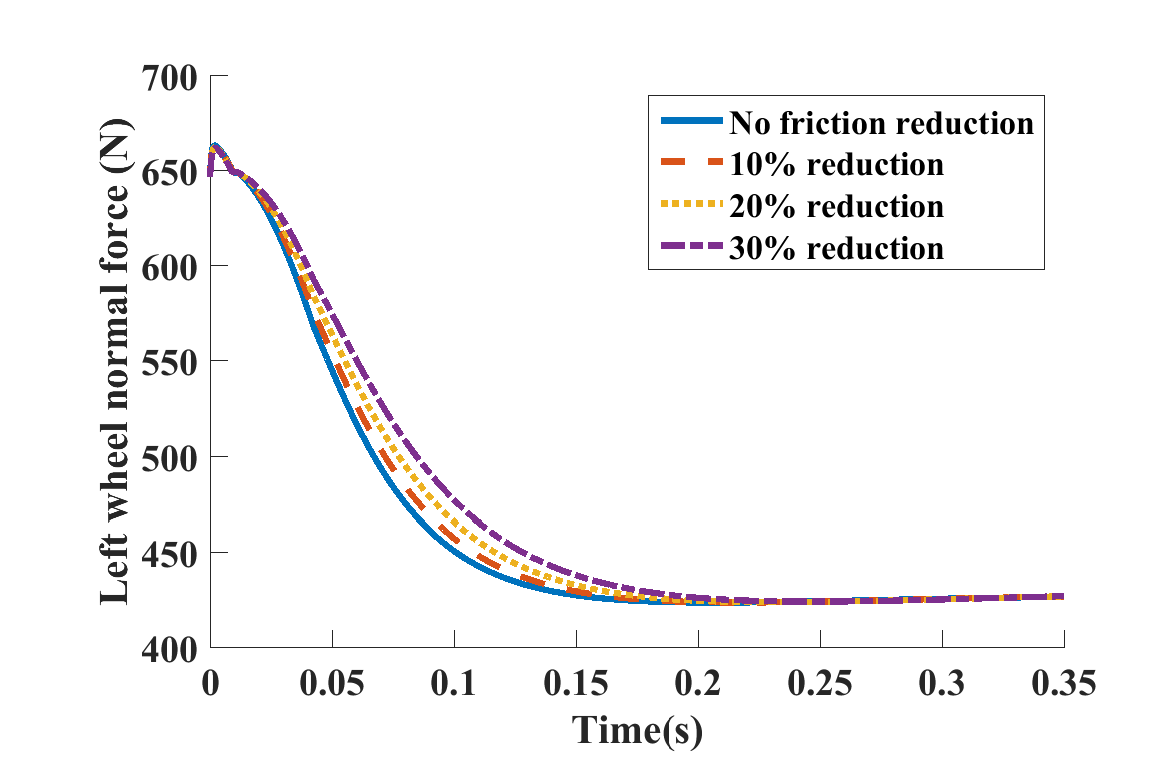 700
650
600
550
500
450
400
Left wheel normal force (N)
No friction reduction
10% reduction
20% reduction
30% reduction
0 0.05 0.1 0.15 0.2 0.25 0.3 0.35
Time(s)